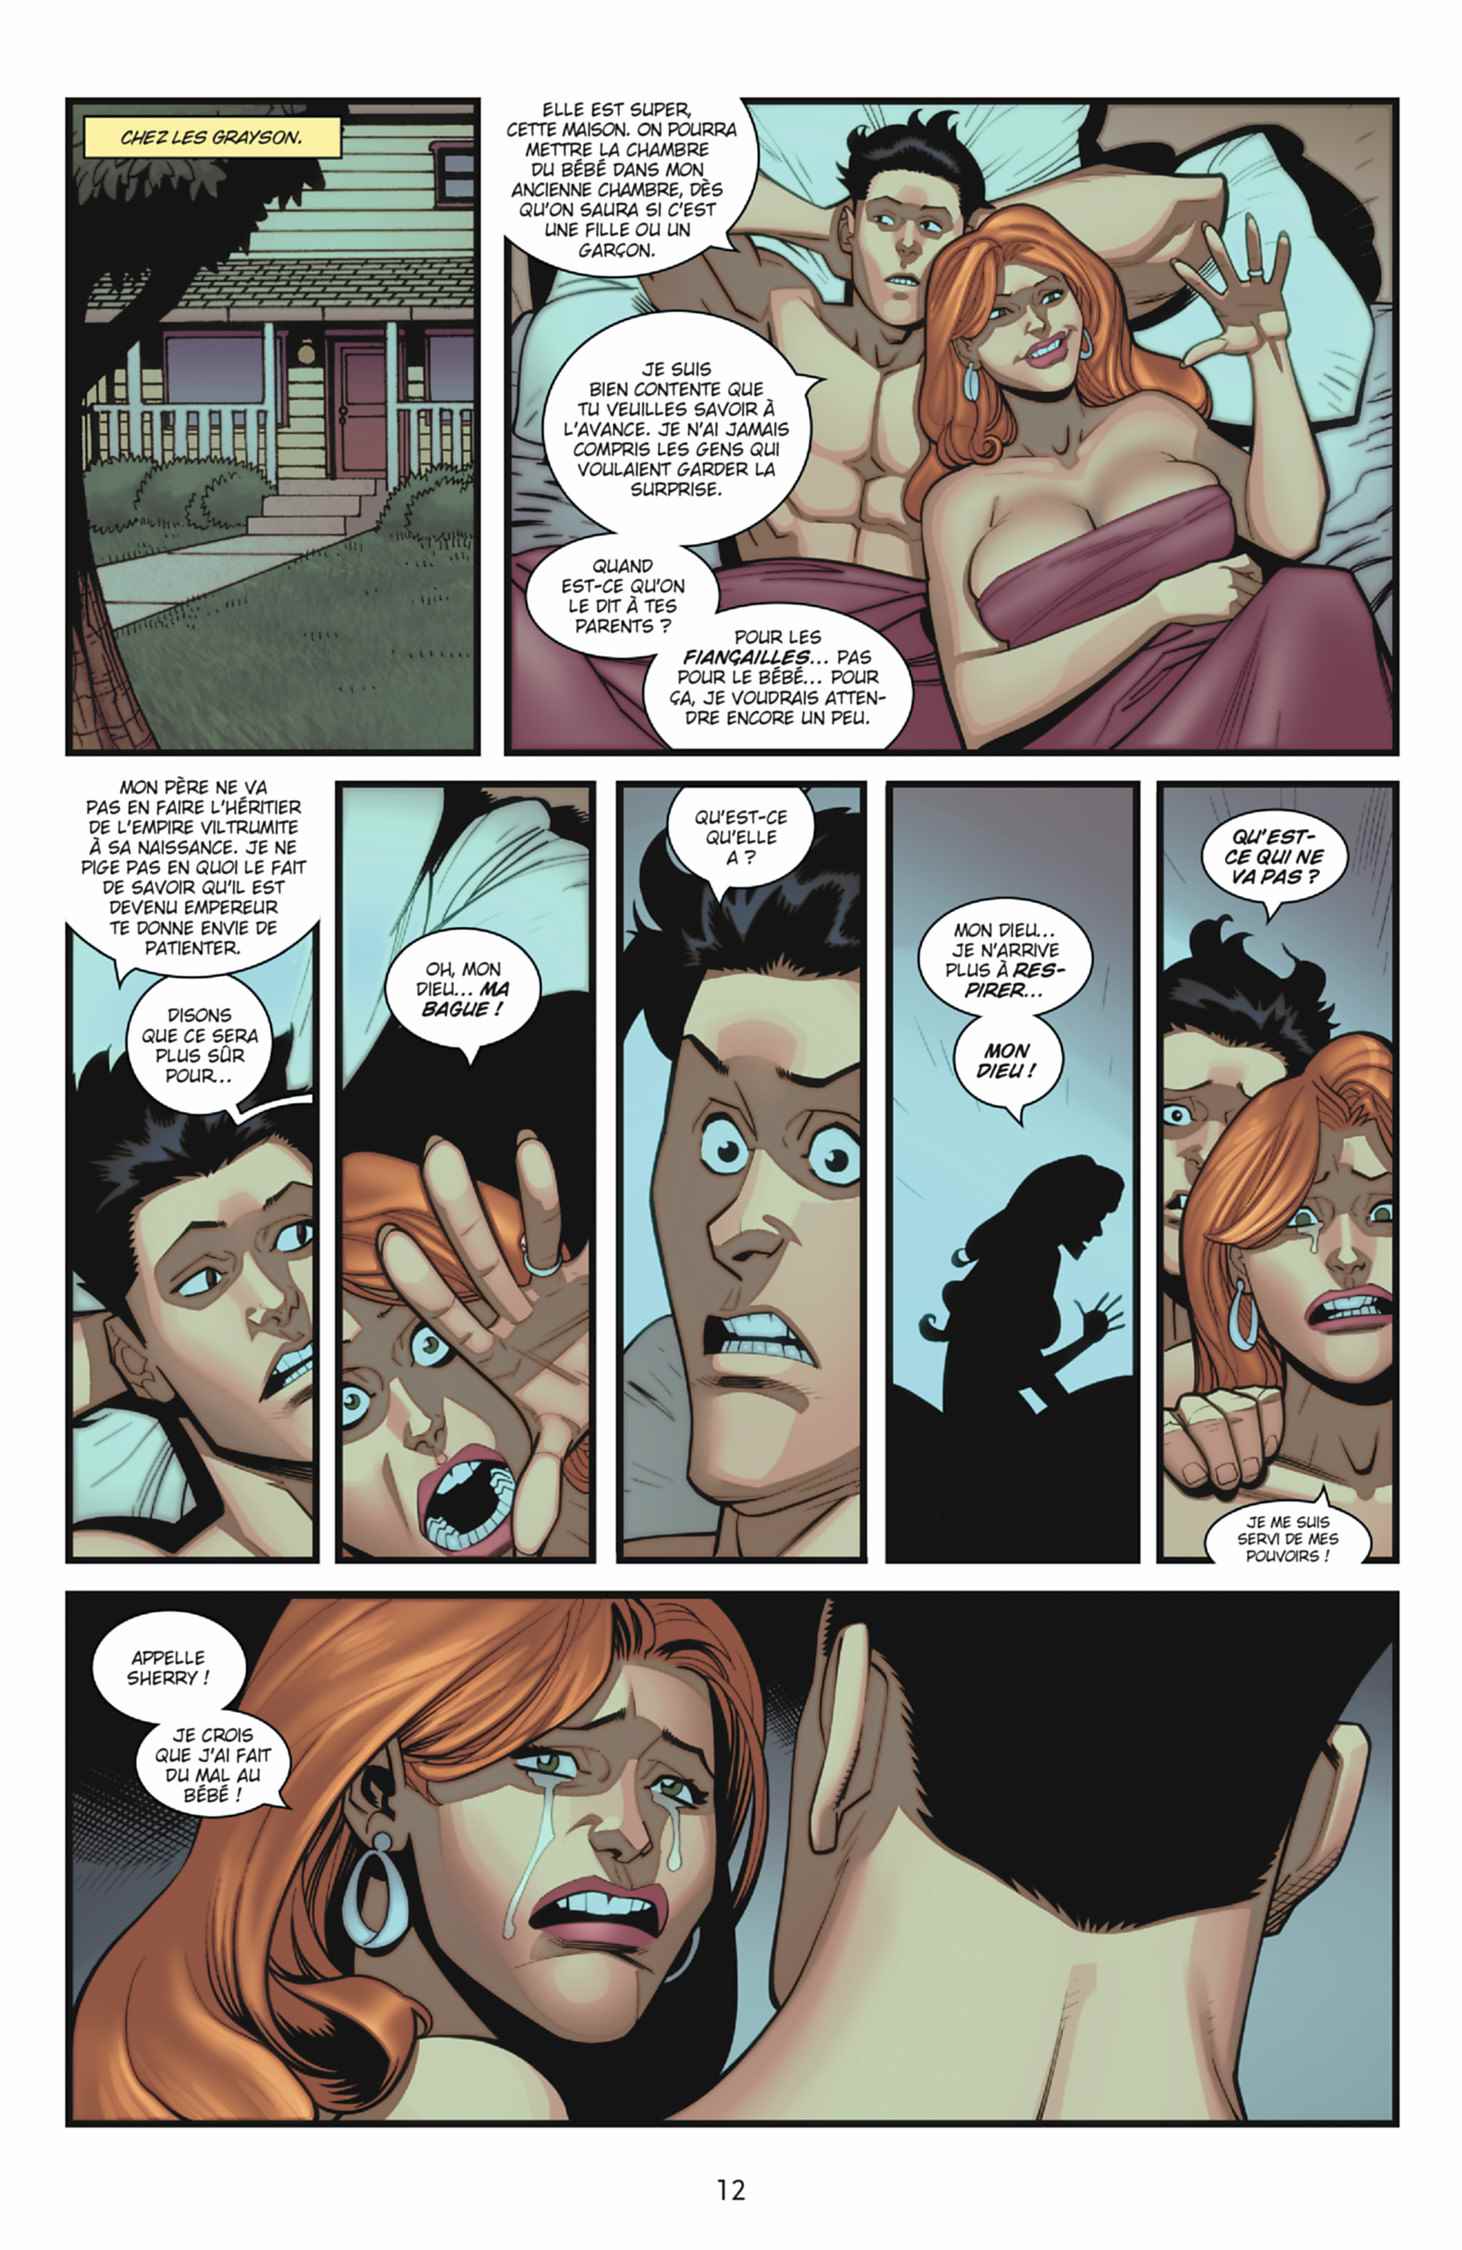 CHEZ LES GRAYSON.
ELLE EST SUPER,
CETTE MAISON. ON POURRA
METTRE LA CHAMBRE
DU BÉBÉ DANS MON
ANCIENNE CHAMBRE, DÈS
QU'ON SAURA SI C'EST
UNE FILLE OU UN
GARÇON.
JE SUIS
BIEN CONTENTE QUE
TU VEUILLES SAVOIR À
L'AVANCE. JE N'AI JAMAIS
COMPRIS LES GENS QUI
VOULAIENT GARDER LA
SURPRISE.
QUAND
EST-CE QU'ON
LE DIT À TES
PARENTS ?
POUR LES
FIANÇAILLES... PAS
POUR LE BÉBÉ... POUR
ÇA, JE VOUDRAIS ATTEN-
DRE ENCORE UN PEU.
MON PÈRE NE VA
PAS EN FAIRE L'HÉRITIER
DE L'EMPIRE VILTRUMITE
À SA NAISSANCE. JE NE
PIGE PAS EN QUOI LE FAIT
DE SAVOIR QU'IL EST
DEVENU EMPEREUR
TE DONNE ENVIE DE
PATIENTER.
DISONS
QUE CE SERA
PLUS SÛR
POUR...
OH, MON
DIEU... MA
BAGUE !
QU'EST-CE
QU'ELLE
A ?
MON DIEU...
JE N'ARRIVE
PLUS À RES-
PIRER...
MON
DIEU !
QU'EST-
CE QUI NE
VA PAS ?
JE ME SUIS
SERVI DE MES
POUVOIRS !
APPELLE
SHERRY !
JE CROIS
QUE J'AI FAIT
DU MAL AU
BÉBÉ !
12